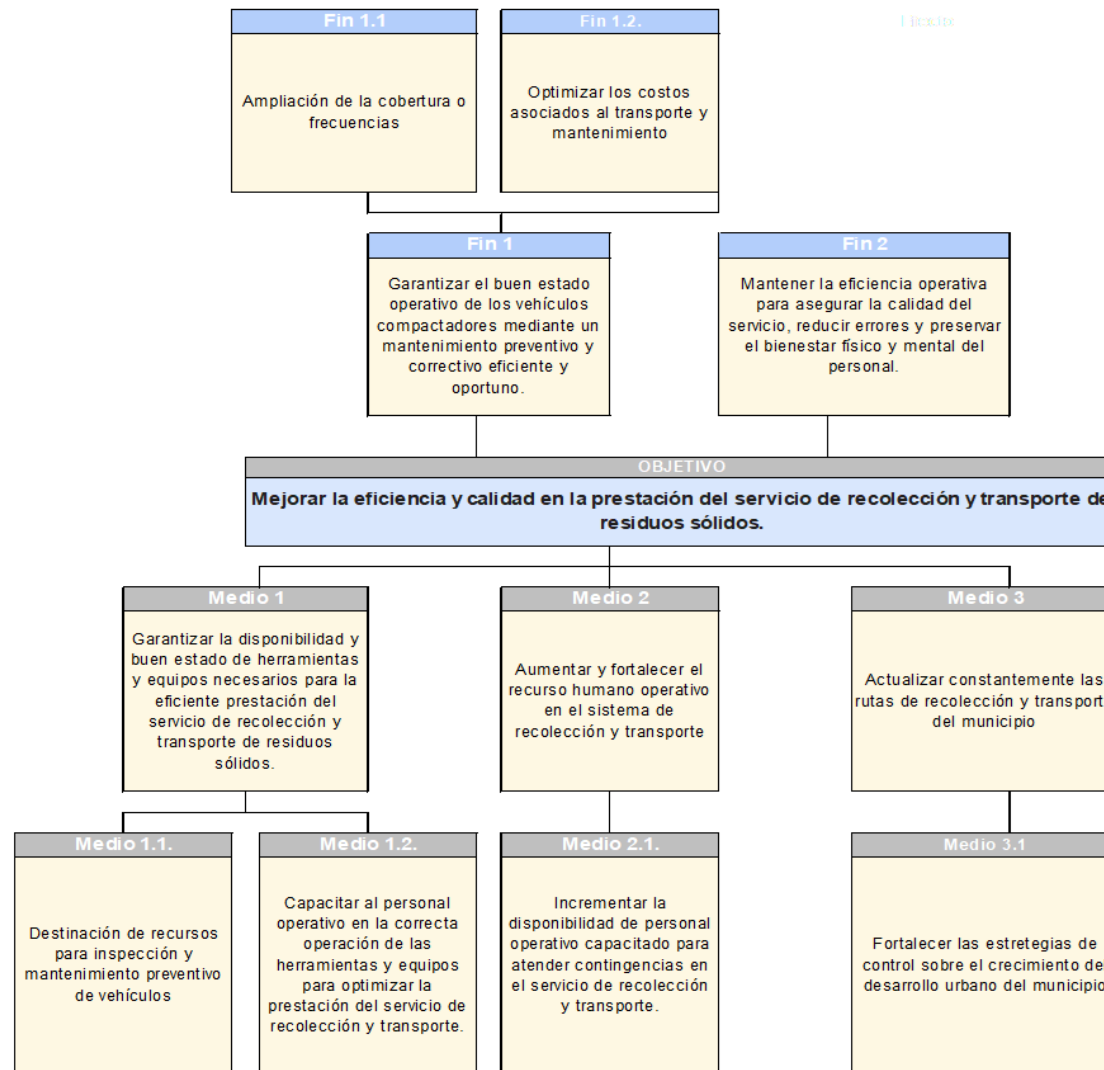 Fin 1.1
Ampliación de la cobertura o
frecuencias
Fin 1.2.
Optimizar los costos
asociados al transporte y
mantenimiento
Fin 1
Garantizar el buen estado
operativo de los vehículos
compactadores mediante un
mantenimiento preventivo y
correctivo eficiente y
oportuno.
Fin 2
Mantener la eficiencia operativa
para asegurar la calidad del
servicio, reducir errores y preservar
el bienestar físico y mental del
personal.
OBJETIVO
Mejorar la eficiencia y calidad en la prestación del servicio de recolección y transporte de
residuos sólidos.
Medio 1
Garantizar la disponibilidad y
buen estado de herramientas
y equipos necesarios para la
eficiente prestación del
servicio de recolección y
transporte de residuos
sólidos.
Medio 2
Aumentar y fortalecer el
recurso humano operativo
en el sistema de
recolección y transporte
Medio 3
Actualizar constantemente las
rutas de recolección y transport
del municipio
Medio 1.1.
Destinación de recursos
para inspección y
mantenimiento preventivo
de vehículos
Medio 1.2.
Capacitar al personal
operativo en la correcta
operación de las
herramientas y equipos
para optimizar la
prestación del servicio de
recolección y transporte.
Medio 2.1.
Incrementar la
disponibilidad de personal
operativo capacitado para
atender contingencias en
el servicio de recolección
y transporte.
Medio 3.1
Fortalecer las estretegias de
control sobre el crecimiento de
desarrollo urbano del municipio